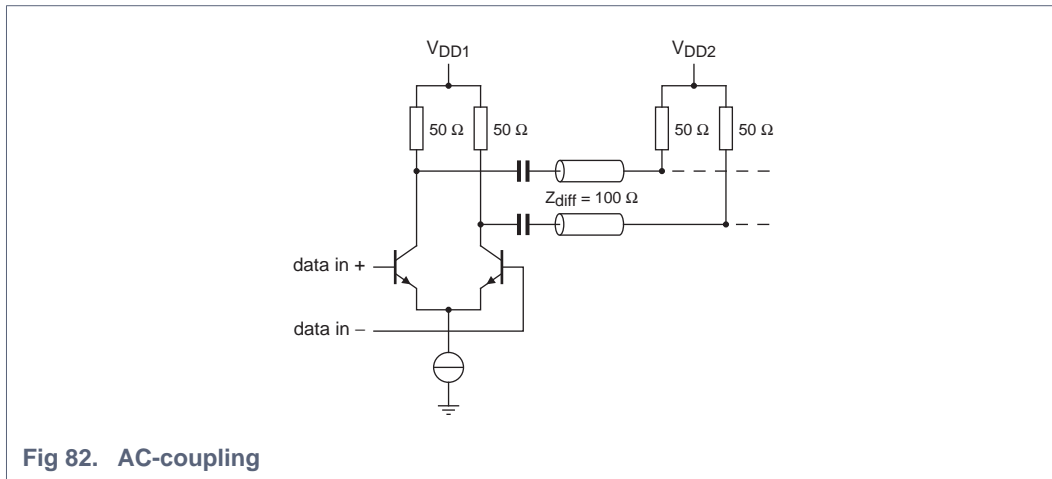 VDD1
VDD2
50 Ω
50 Ω
50 Ω
50 Ω
Zdiff = 100 Ω
data in +
data in −
Fig 82. AC-coupling